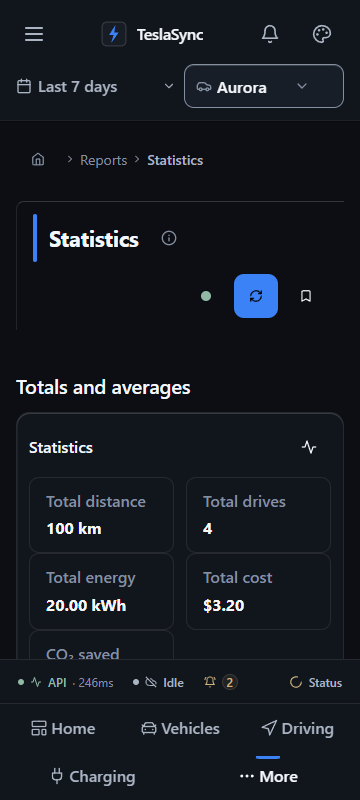 TeslaSync
Last 7 days
Aurora
Reports
Statistics
Statistics
Totals and averages
Statistics
Total distance
100 km
Total drives
4
Total energy
20.00 kWh
Total cost
$3.20
CO₂ saved
API · 246ms
Idle
2
Status
Home
Vehicles
Driving
Charging
More